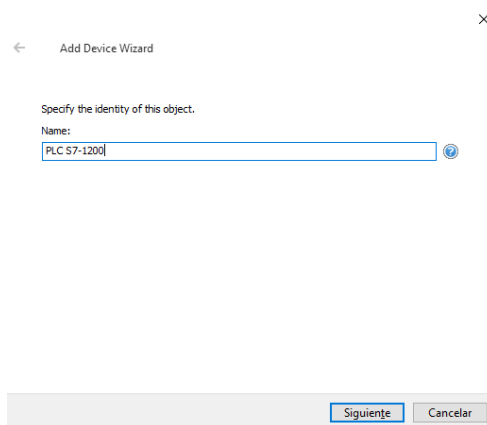 Add Device Wizard
Specify the identity of this object.
Name:
PLC S7-1200
Siguiente Cancelar